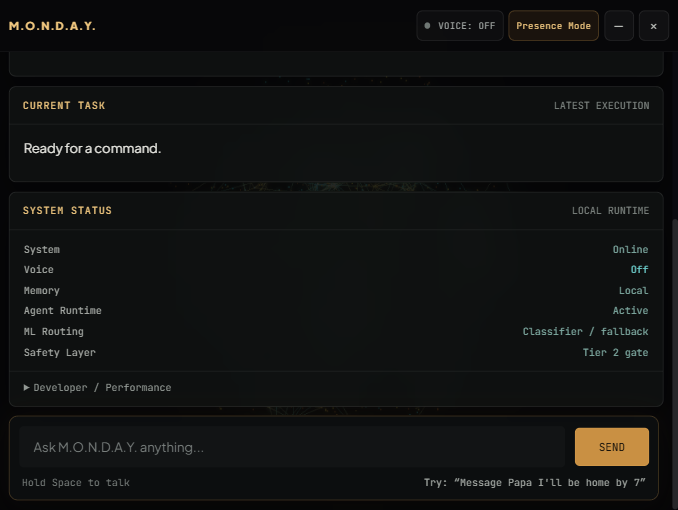 M.O.N.D.A.Y.
VOICE: OFF
Presence Mode
CURRENT TASK
LATEST EXECUTION
Ready for a command.
SYSTEM STATUS
LOCAL RUNTIME
System Online
Voice Off
Memory Local
Agent Runtime Active
ML Routing Classifier / fallback
Safety Layer Tier 2 gate
Developer / Performance
Ask M.O.N.D.A.Y. anything...
SEND
Hold Space to talk
Try: “Message Papa I'll be home by 7”